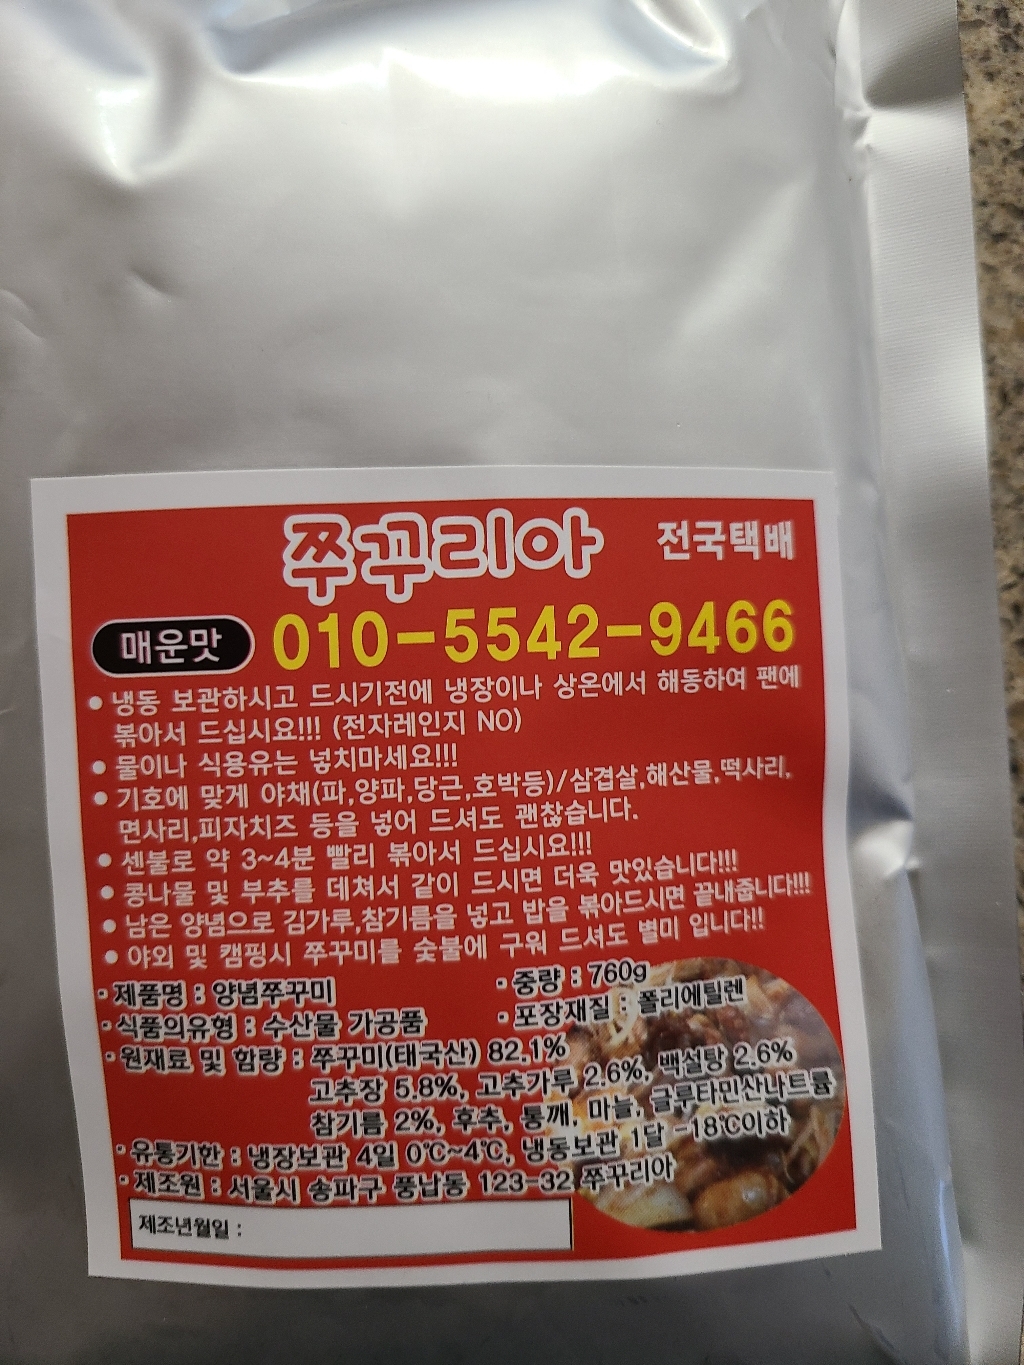 쭈꾸리아 전국택배
매운맛 010-5542-9466
• 냉동 보관하시고 드시기전에 냉장이나 상온에서 해동하여 팬에
볶아서 드십시요!!! (전자레인지 NO)
• 물이나 식용유는 넣치마세요!!!
• 기호에 맞게 야채(파,양파,당근,호박등)/삼겹살,해산물,떡사리,
면사리,피자치즈 등을 넣어 드셔도 괜찮습니다.
• 센불로 약 3~4분 빨리 볶아서 드십시요!!!
• 콩나물 및 부추를 데쳐서 같이 드시면 더욱 맛있습니다!!!
• 남은 양념으로 김가루,참기름을 넣고 밥을 볶아드시면 끝내줍니다!!!
• 야외 및 캠핑시 쭈꾸미를 숯불에 구워 드셔도 별미 입니다!!
· 제품명 : 양념쭈꾸미 · 중량 : 760g
· 식품의유형 : 수산물 가공품 · 포장재질 : 폴리에틸렌
· 원재료 및 함량 : 쭈꾸미(태국산) 82.1%
고추장 5.8%, 고추가루 2.6%, 백설탕 2.6%
참기름 2%, 후추, 통깨, 마늘, 글루타민산나트륨
· 유통기한 : 냉장보관 4일 0℃~4℃, 냉동보관 1달 -18℃이하
· 제조원 : 서울시 송파구 풍납동 123-32 쭈꾸리아
제조년월일 :